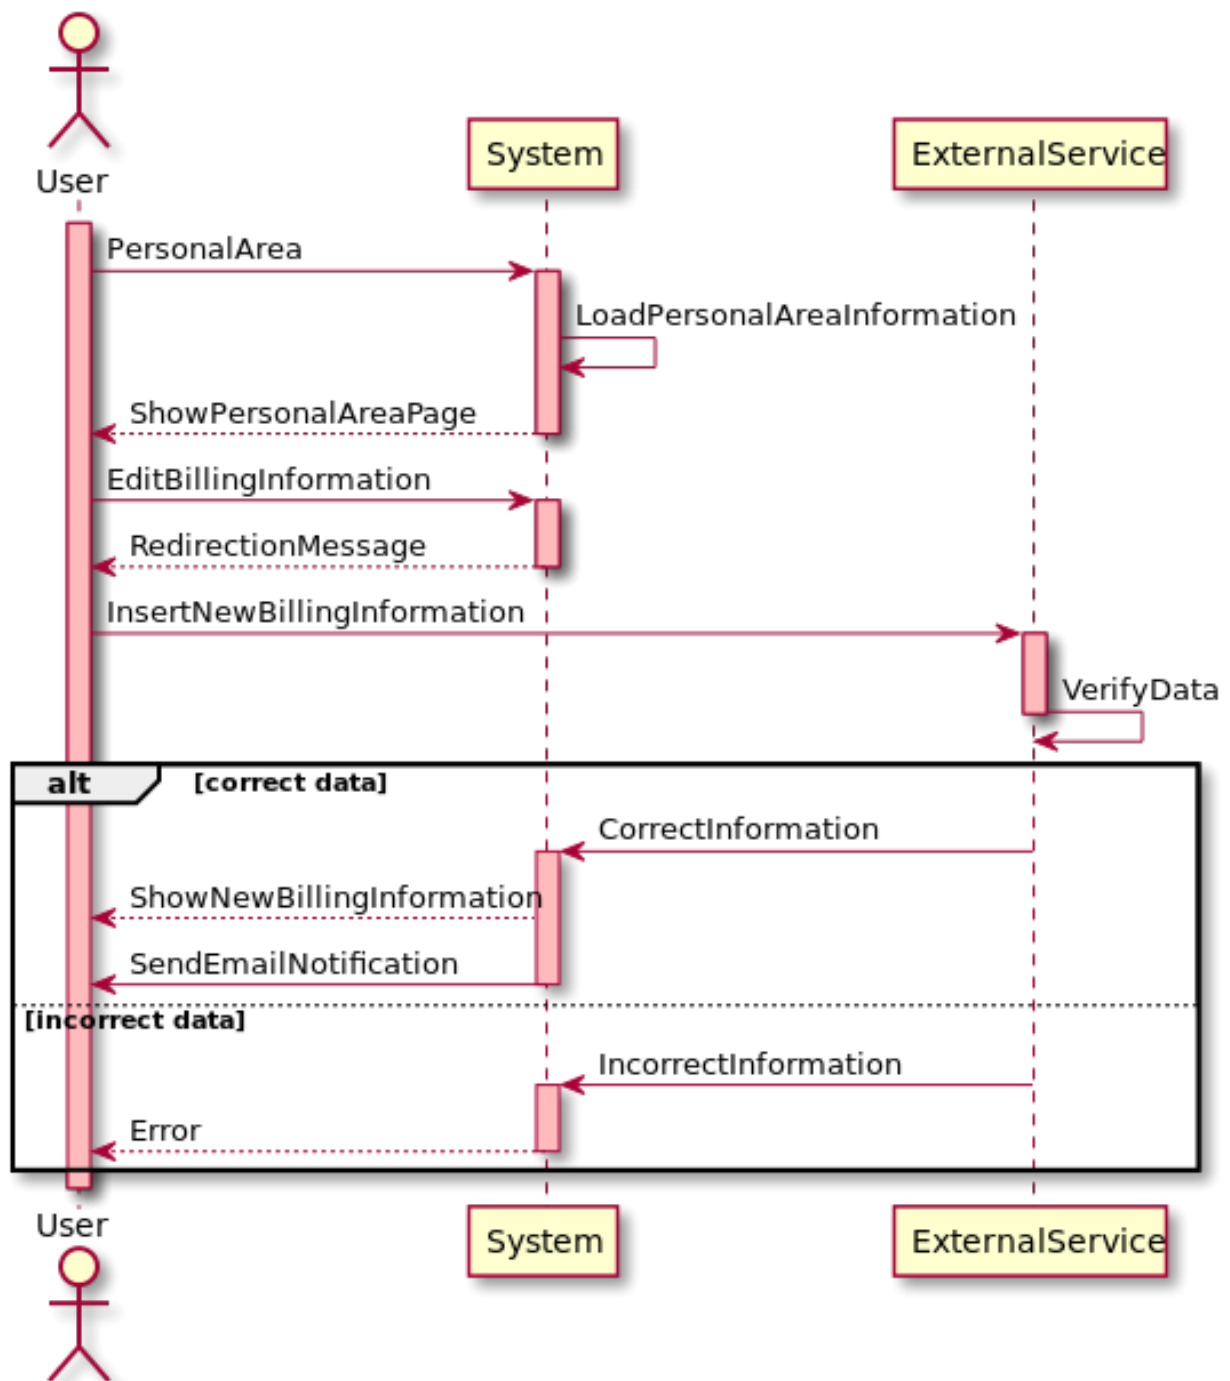 User
System
ExternalService
PersonalArea
LoadPersonalAreaInformation
ShowPersonalAreaPage
EditBillingInformation
RedirectionMessage
InsertNewBillingInformation
VerifyData
alt
[correct data]
CorrectInformation
ShowNewBillingInformation
SendEmailNotification
[incorrect data]
IncorrectInformation
Error
User
System
ExternalService